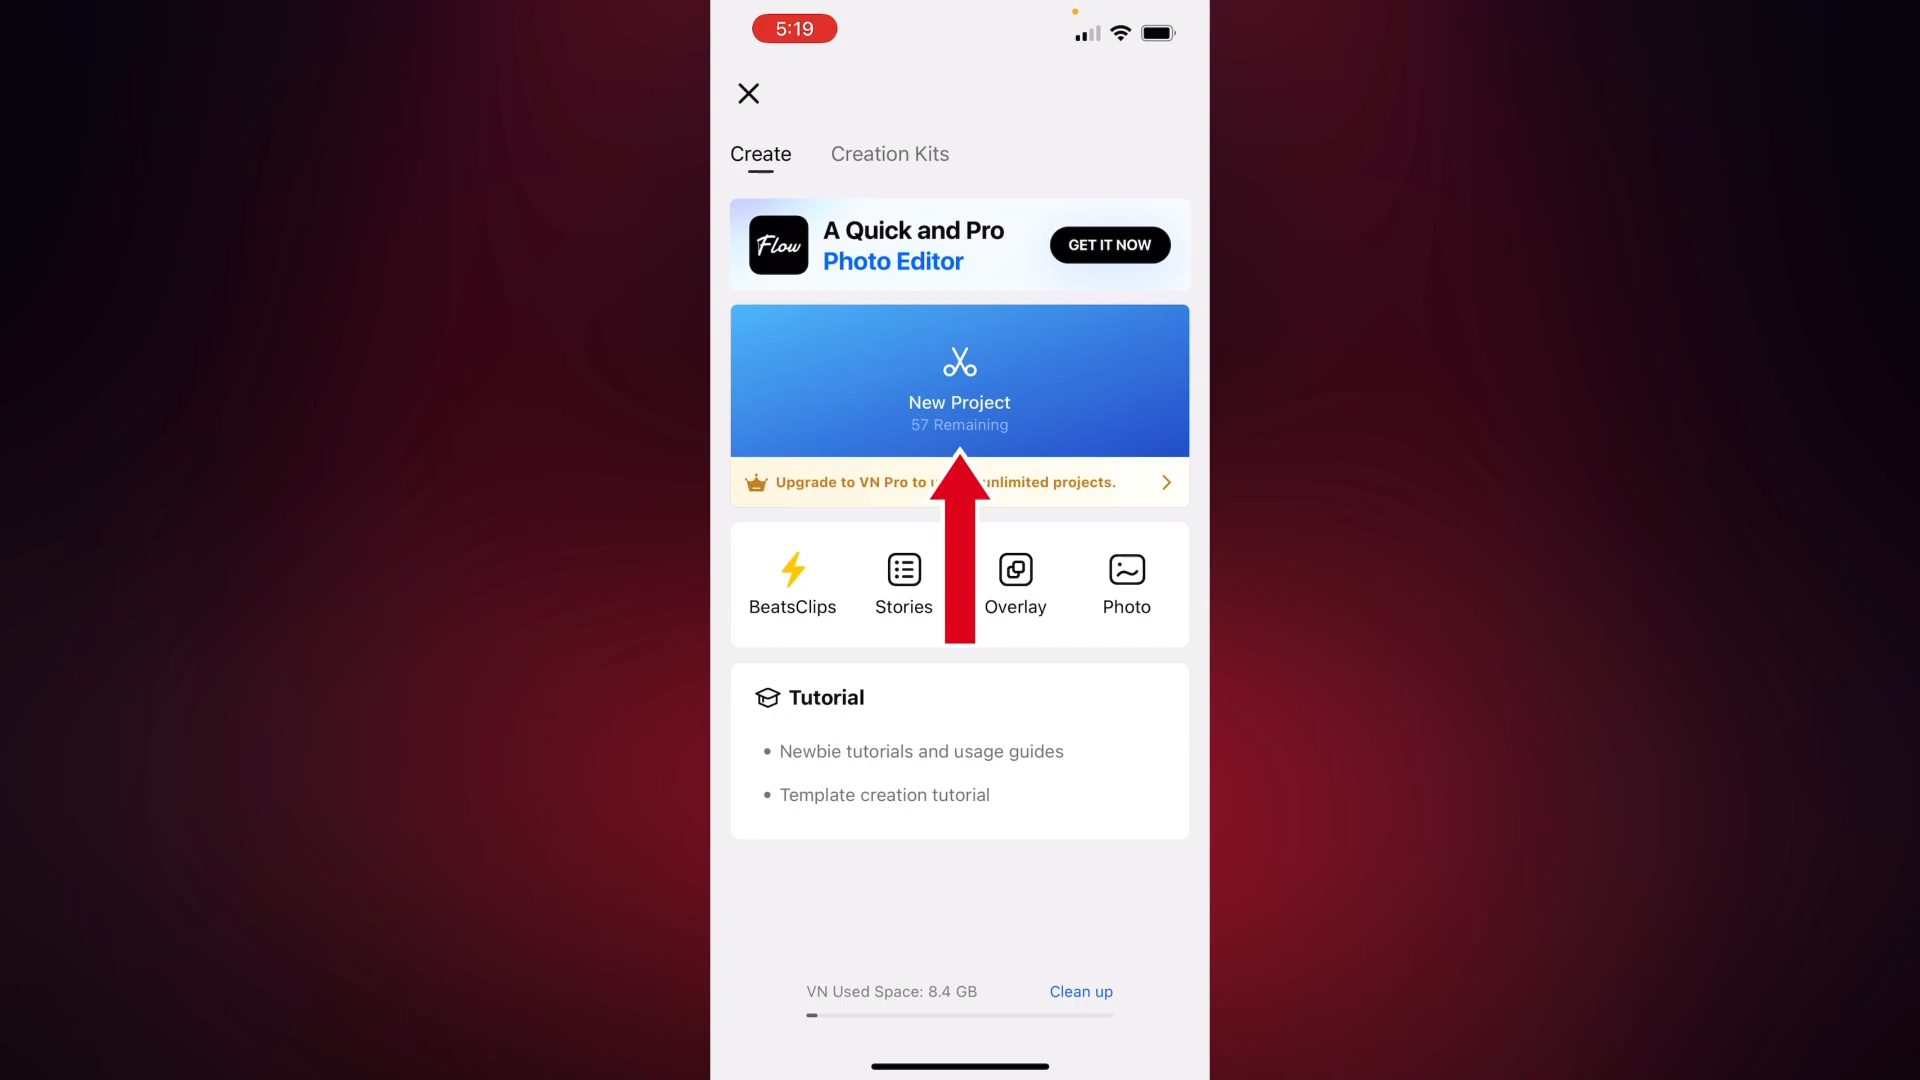 5:19
Create
Creation Kits
Flow
A Quick and Pro
Photo Editor
GET IT NOW
New Project
57 Remaining
Upgrade to VN Pro to unlimited projects.
BeatsClips
Stories
Overlay
Photo
Tutorial
• Newbie tutorials and usage guides
• Template creation tutorial
VN Used Space: 8.4 GB
Clean up